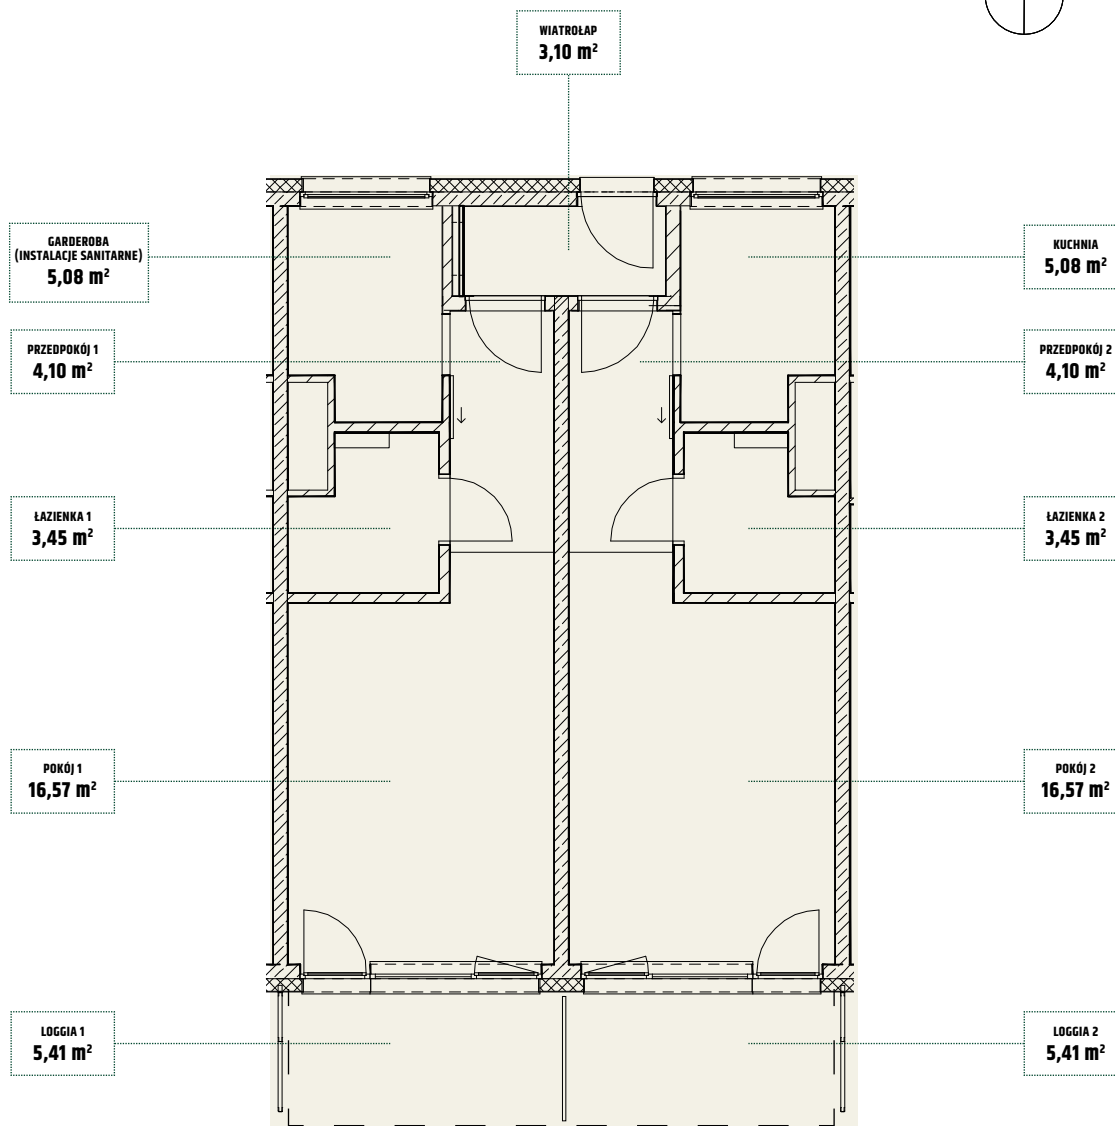 WIATROŁAP
3,10 m²
GARDEROBA
(INSTALACJE SANITARNE)
5,08 m²
KUCHNIA
5,08 m²
PRZEDPOKÓJ 1
4,10 m²
PRZEDPOKÓJ 2
4,10 m²
ŁAZIENKA 1
3,45 m²
ŁAZIENKA 2
3,45 m²
POKÓJ 1
16,57 m²
POKÓJ 2
16,57 m²
LOGGIA 1
5,41 m²
LOGGIA 2
5,41 m²